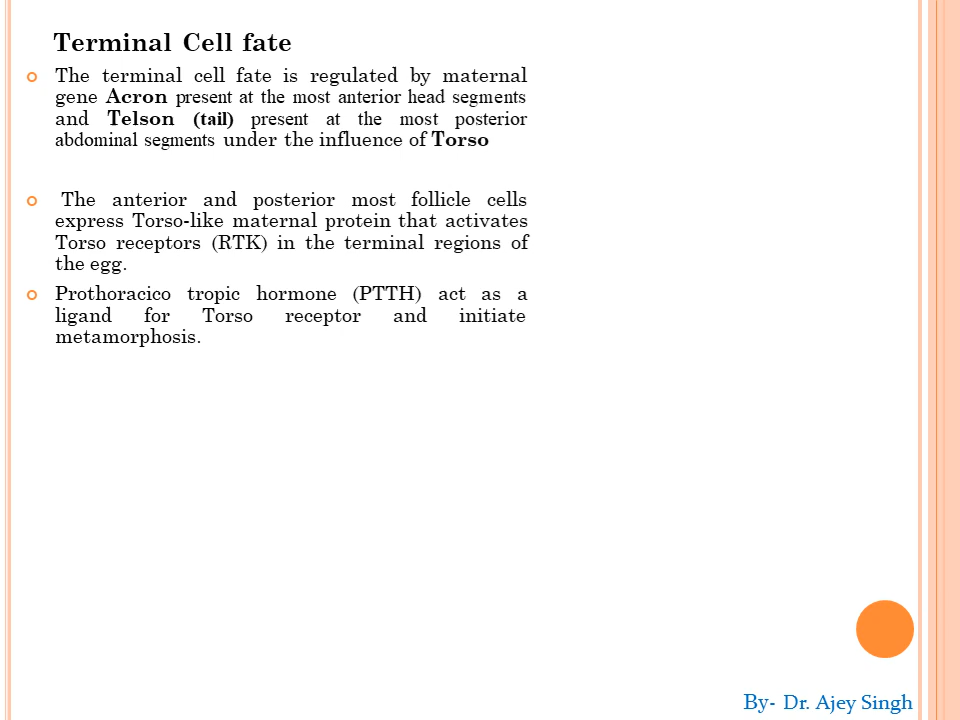 Terminal Cell fate
The terminal cell fate is regulated by maternal
gene Acron present at the most anterior head segments
and Telson (tail) present at the most posterior
abdominal segments under the influence of Torso
The anterior and posterior most follicle cells
express Torso-like maternal protein that activates
Torso receptors (RTK) in the terminal regions of
the egg.
Prothoracico tropic hormone (PTTH) act as a
ligand for Torso receptor and initiate
metamorphosis.
By- Dr. Ajey Singh